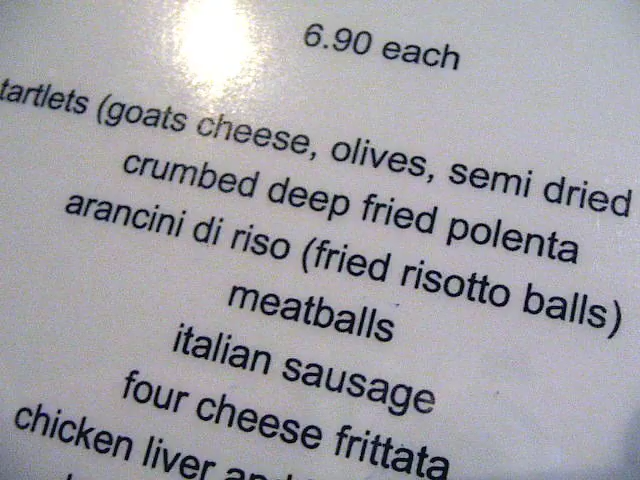 6.90 each
tartlets (goats cheese, olives, semi dried
crumbed deep fried polenta
arancini di riso (fried risotto balls)
meatballs
italian sausage
four cheese frittata
chicken liver